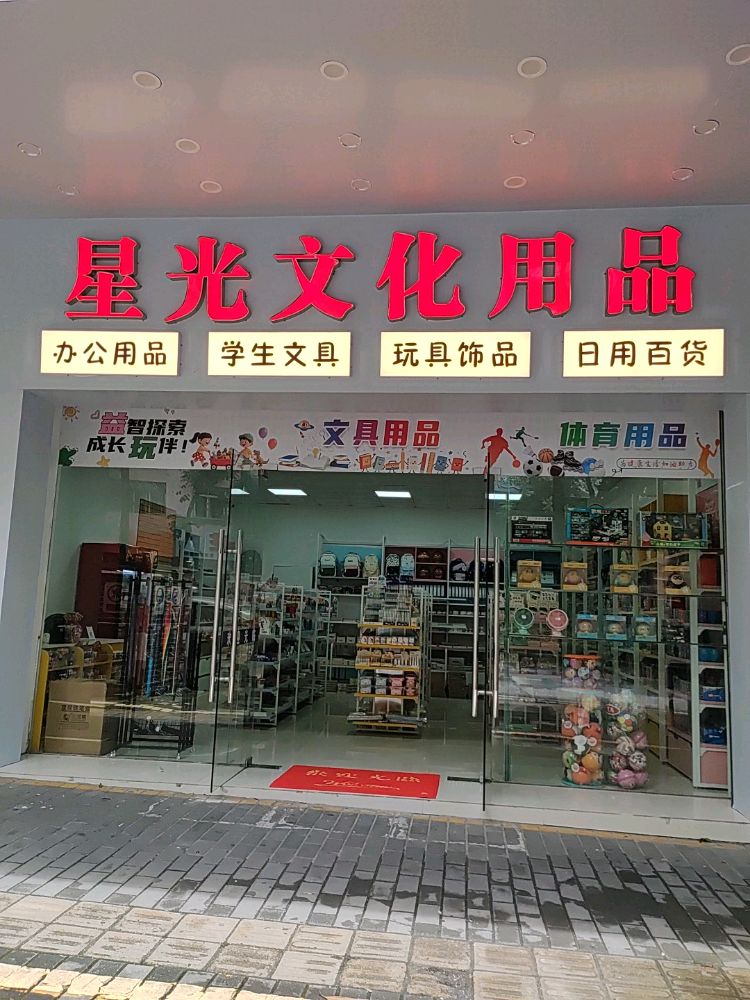 星光文化用品
办公用品 学生文具 玩具饰品 日用百货
益智探索
成长玩伴！
文具用品
体育用品